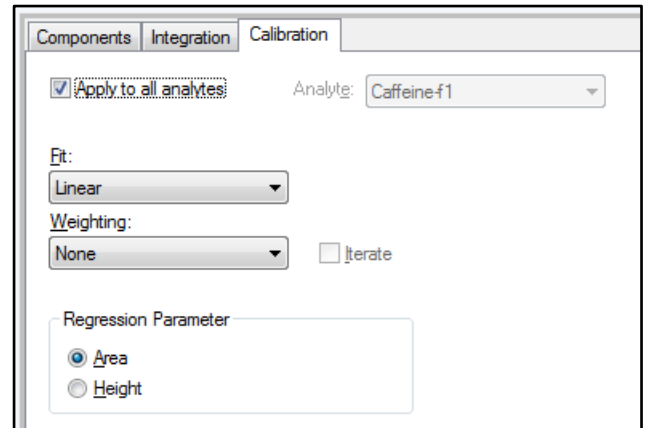 Components Integration Calibration
Apply to all analytes Analyte: Caffeine-f1
Fit:
Linear
Weighting:
None Iterate
Regression Parameter
Area
Height